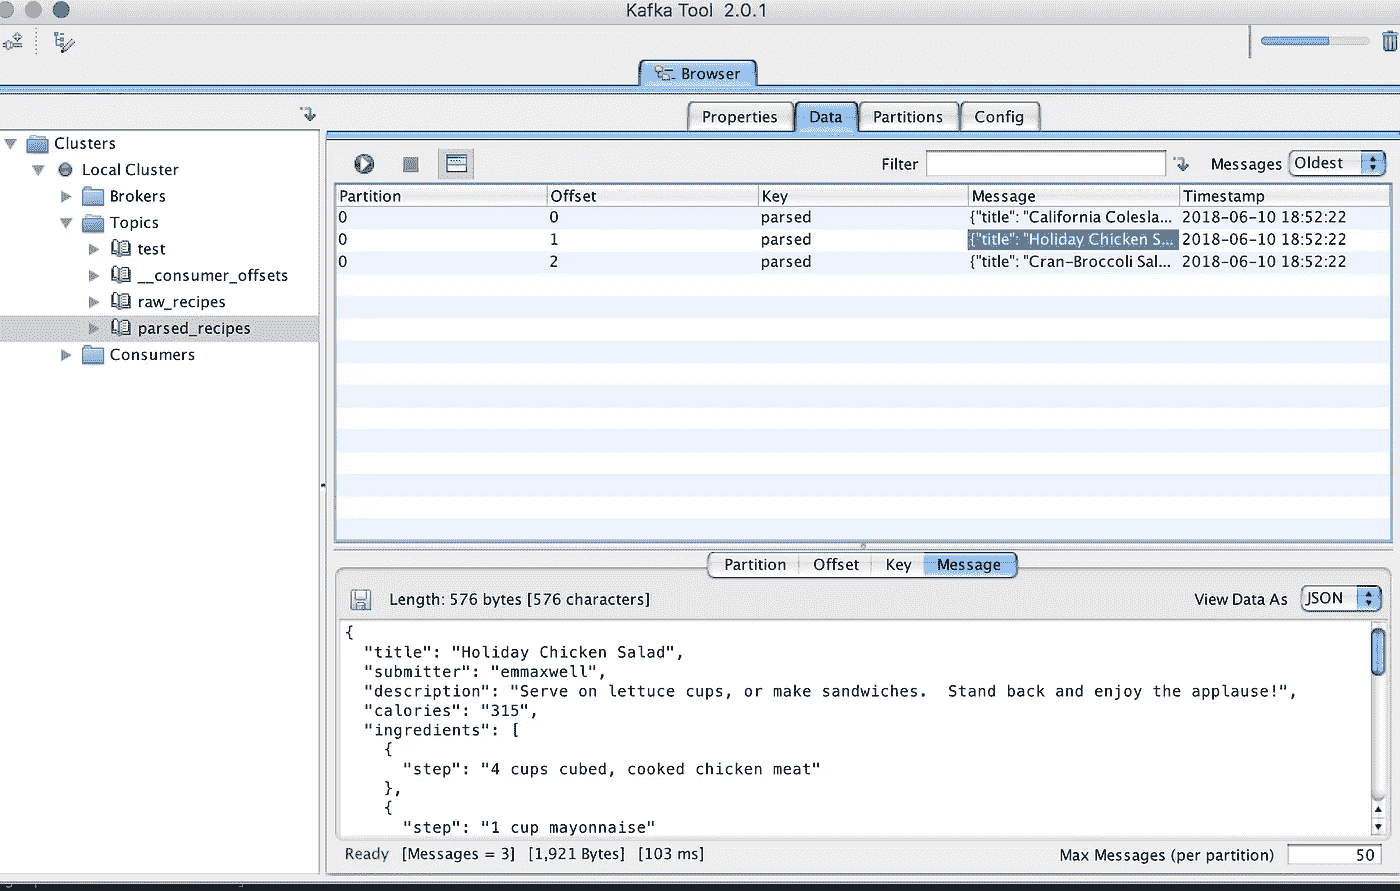 Kafka Tool 2.0.1
Browser
Properties Data Partitions Config
Clusters
Local Cluster
Brokers
Topics
test
__consumer_offsets
raw_recipes
parsed_recipes
Consumers
Filter Messages Oldest
Partition Offset Key Message Timestamp
0 0 parsed {"title": "California Colesla... 2018-06-10 18:52:22
0 1 parsed {"title": "Holiday Chicken S... 2018-06-10 18:52:22
0 2 parsed {"title": "Cran-Broccoli Sal... 2018-06-10 18:52:22
Partition Offset Key Message
Length: 576 bytes [576 characters] View Data As JSON
{
"title": "Holiday Chicken Salad",
"submitter": "emmaxwell",
"description": "Serve on lettuce cups, or make sandwiches.  Stand back and enjoy the applause!",
"calories": "315",
"ingredients": [
{
"step": "4 cups cubed, cooked chicken meat"
},
{
"step": "1 cup mayonnaise"
Ready [Messages = 3] [1,921 Bytes] [103 ms] Max Messages (per partition) 50